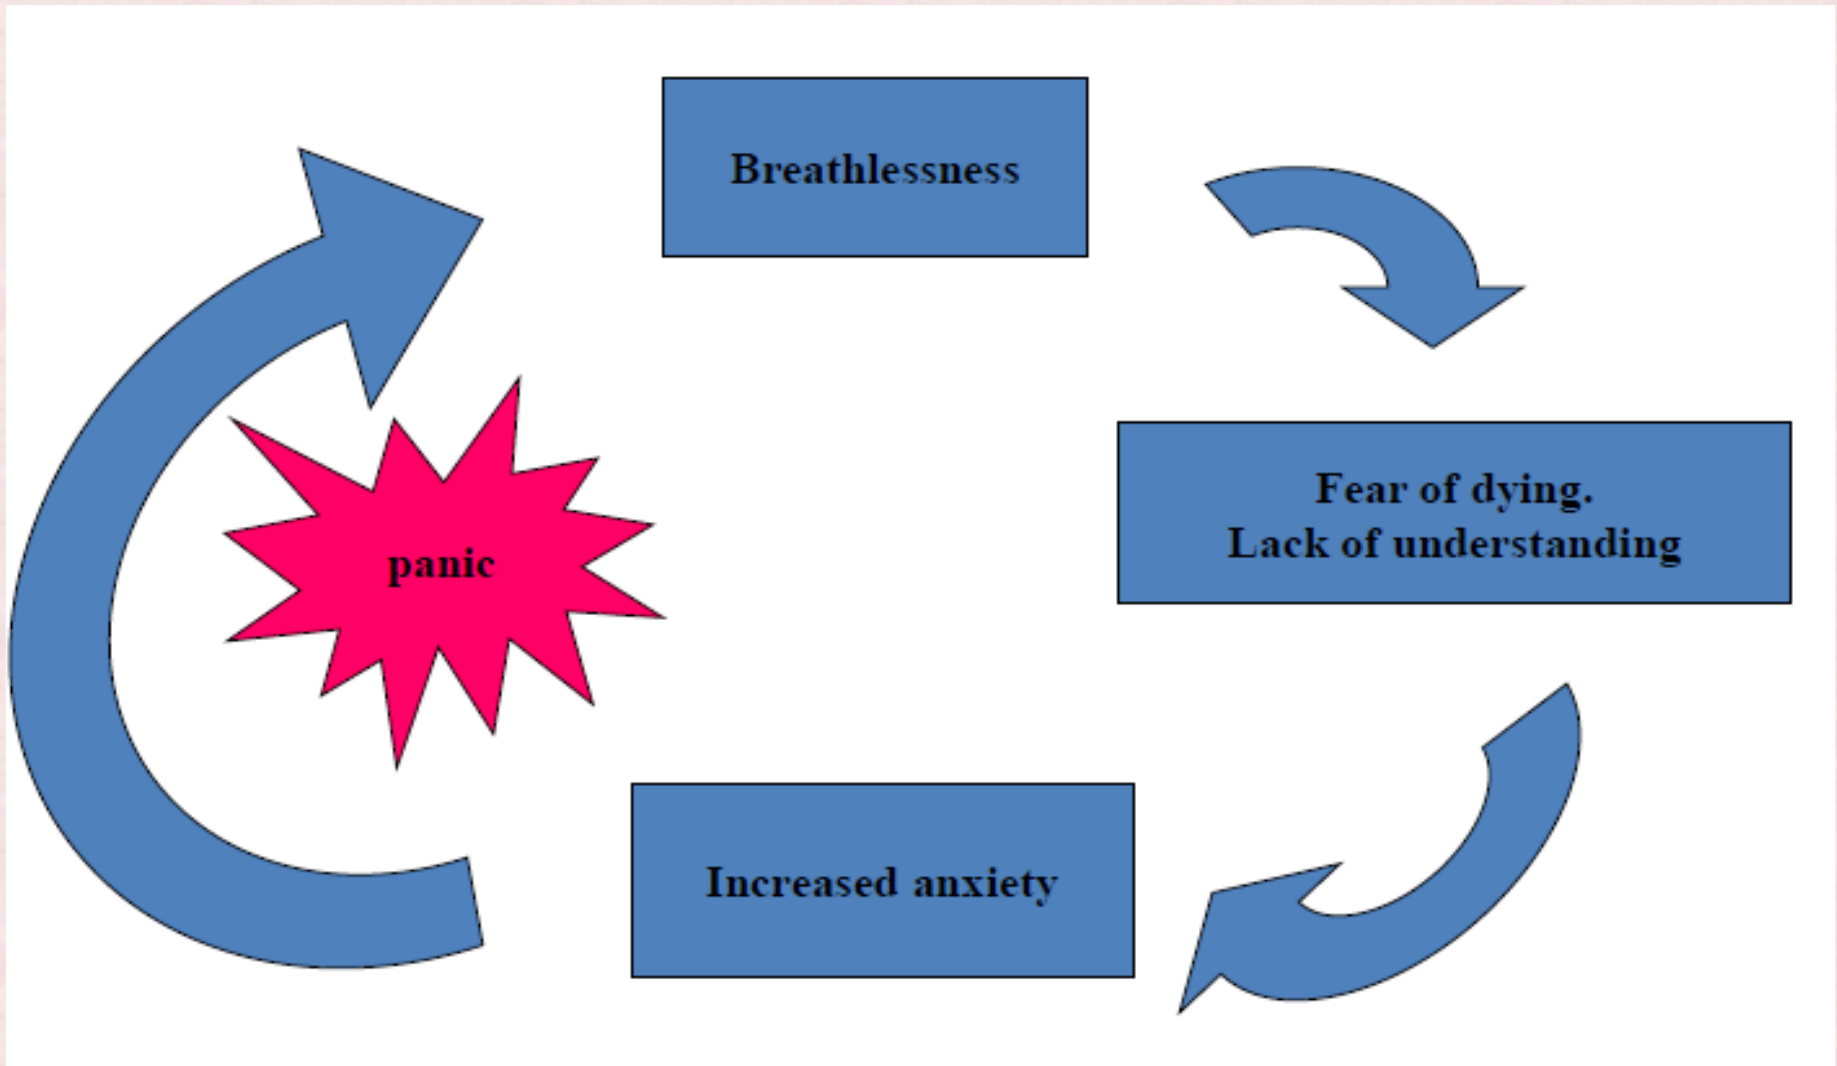 Breathlessness
Fear of dying.
Lack of understanding
panic
Increased anxiety